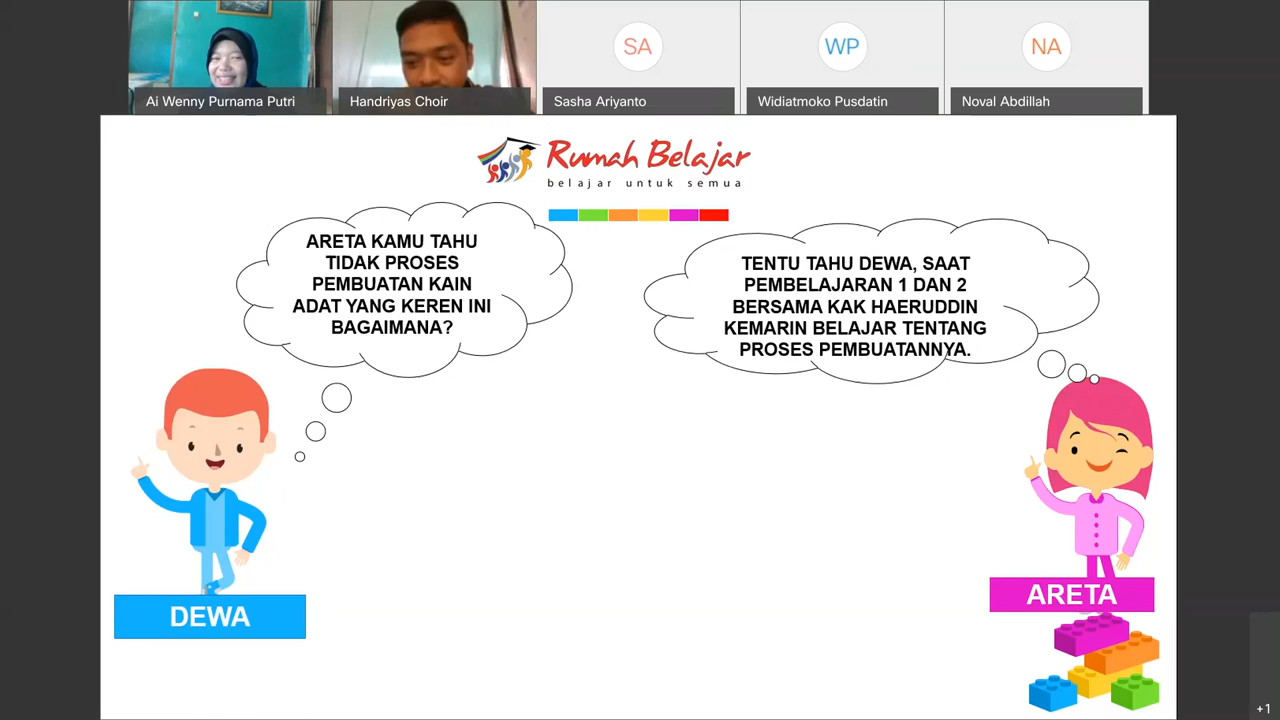 SA
WP
NA
Ai Wenny Purnama Putri
Handriyas Choir
Sasha Ariyanto
Widiatmoko Pusdatin
Noval Abdillah
Rumah Belajar
belajar untuk semua
ARETA KAMU TAHU
TIDAK PROSES
PEMBUATAN KAIN
ADAT YANG KEREN INI
BAGAIMANA?
TENTU TAHU DEWA, SAAT
PEMBELAJARAN 1 DAN 2
BERSAMA KAK HAERUDDIN
KEMARIN BELAJAR TENTANG
PROSES PEMBUATANNYA.
DEWA
ARETA
+1